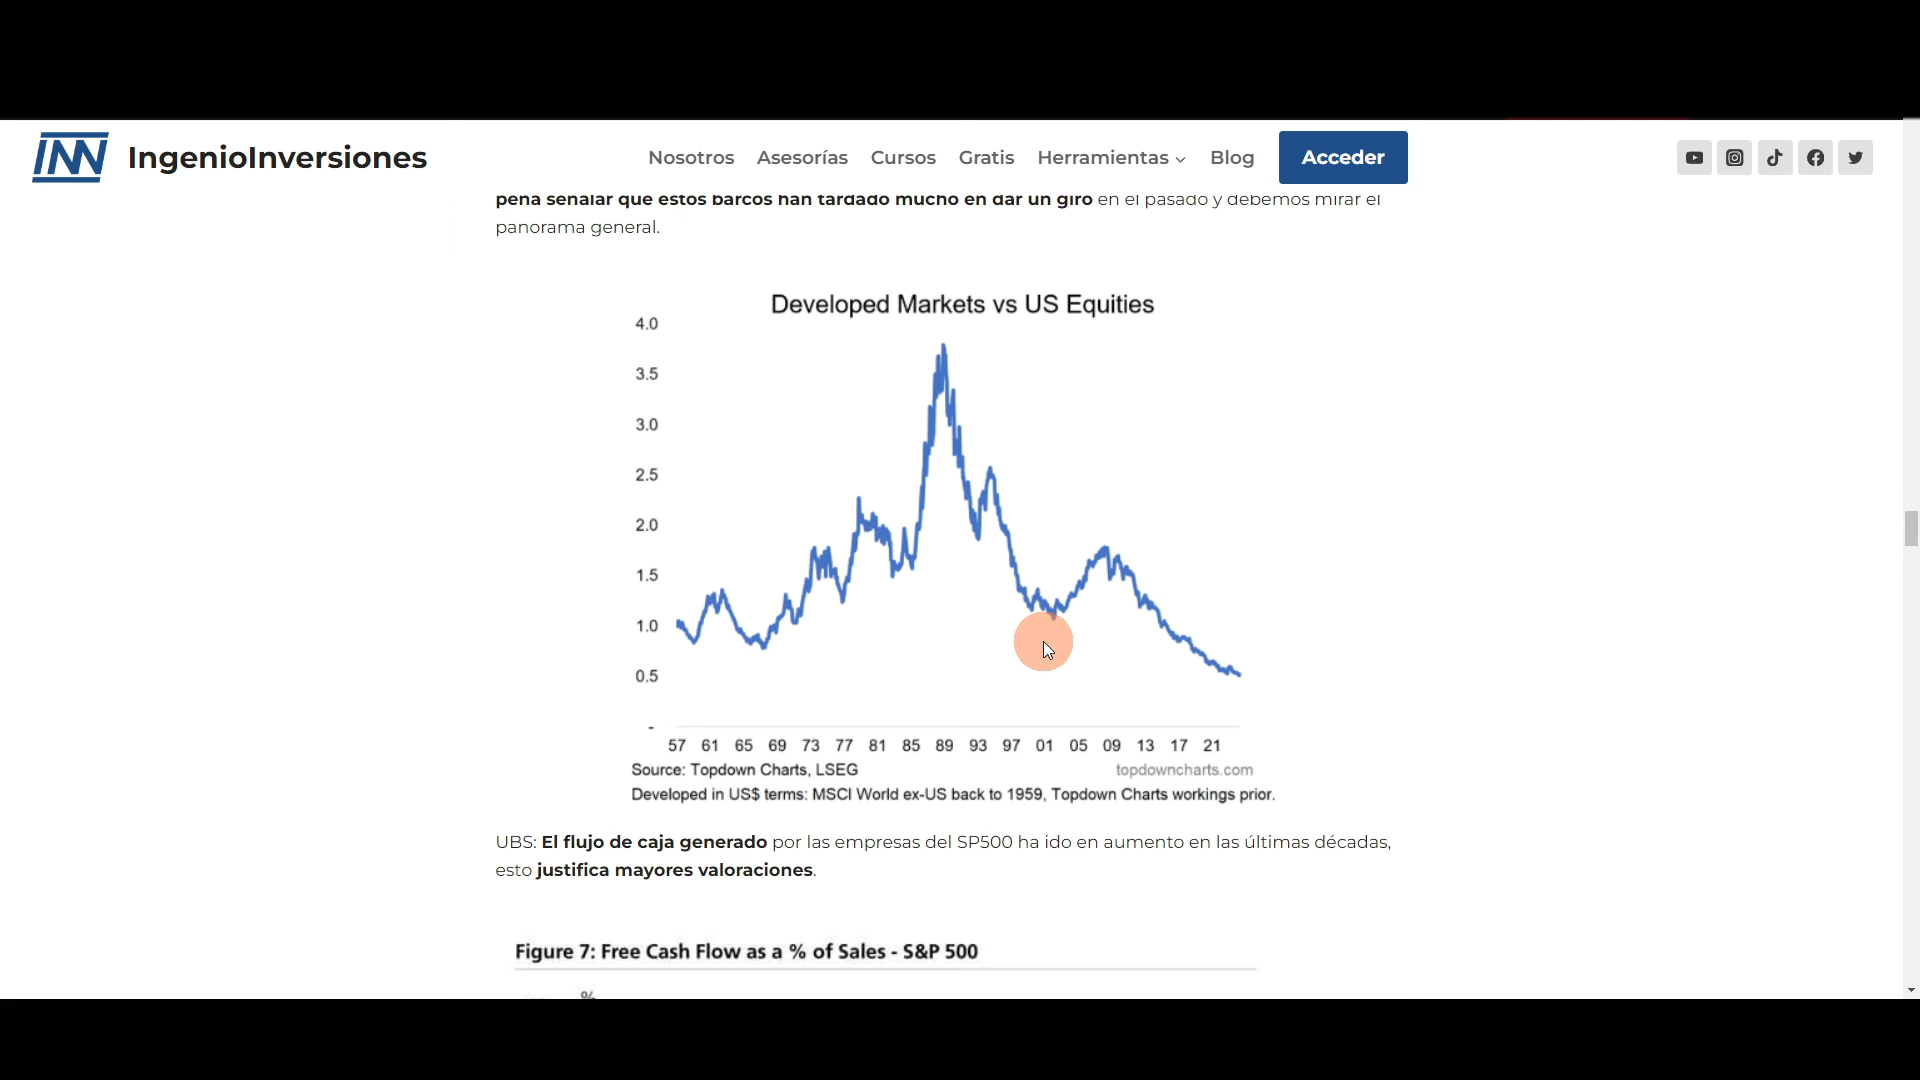 INN IngenioInversiones Nosotros Asesorías Cursos Gratis Herramientas Blog Acceder
pena señalar que estos barcos han tardado mucho en dar un giro en el pasado y debemos mirar el
panorama general.
Developed Markets vs US Equities
4.0
3.5
3.0
2.5
2.0
1.5
1.0
0.5
-
57 61 65 69 73 77 81 85 89 93 97 01 05 09 13 17 21
Source: Topdown Charts, LSEG topdowncharts.com
Developed in US$ terms: MSCI World ex-US back to 1959, Topdown Charts workings prior.
UBS: El flujo de caja generado por las empresas del SP500 ha ido en aumento en las últimas décadas,
esto justifica mayores valoraciones.
Figure 7: Free Cash Flow as a % of Sales - S&P 500
%